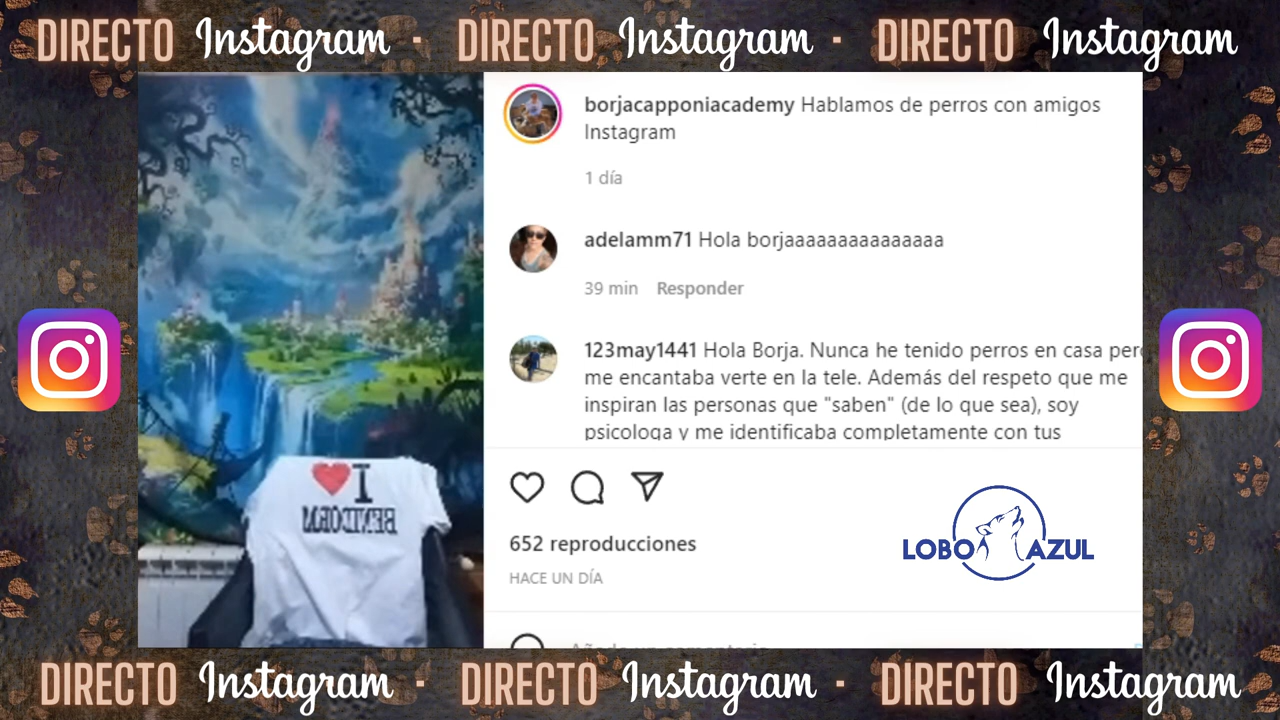 DIRECTO Instagram · DIRECTO Instagram · DIRECTO Instagram
borjacapponiacademy Hablamos de perros con amigos
Instagram
1 día
adelamm71 Hola borjaaaaaaaaaaaaaaa
39 min Responder
123may1441 Hola Borja. Nunca he tenido perros en casa pero
me encantaba verte en la tele. Además del respeto que me
inspiran las personas que "saben" (de lo que sea), soy
psicologa y me identificaba completamente con tus
I
BENIDORM
652 reproducciones
HACE UN DÍA
LOBO AZUL
DIRECTO Instagram · DIRECTO Instagram · DIRECTO Instagram